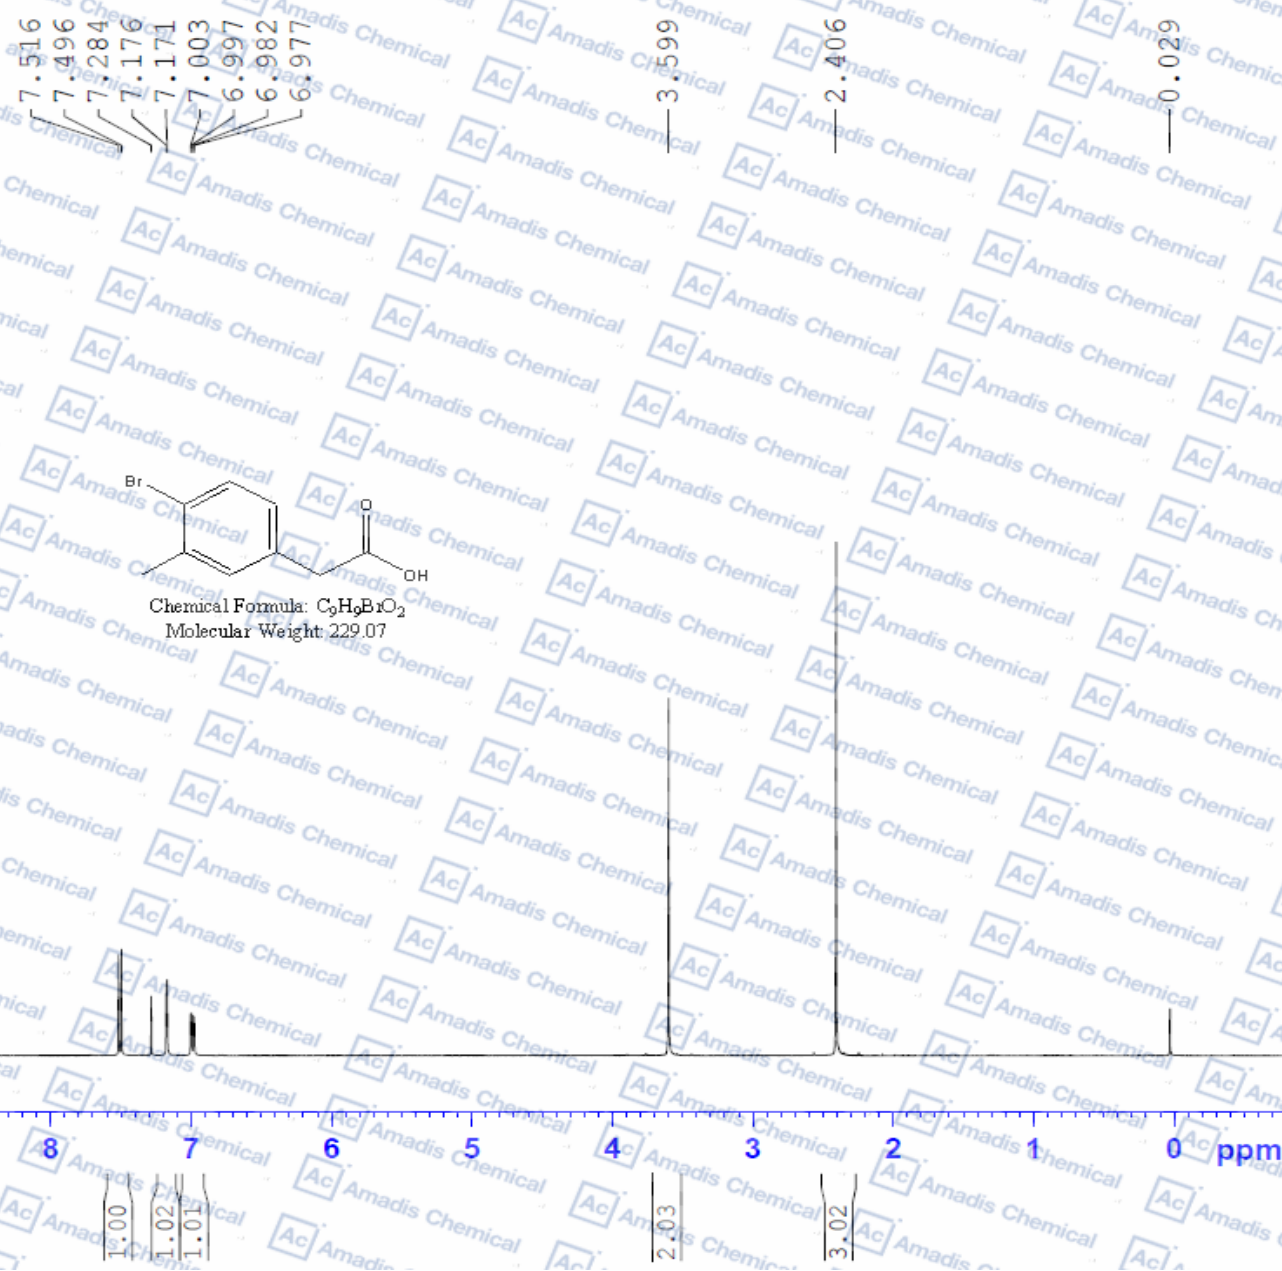 7.516
7.496
7.284
7.176
7.171
7.003
6.997
6.982
6.977
3.599
2.406
0.029
Br
O
OH
Chemical Formula: C₉H₉BrO₂
Molecular Weight: 229.07
8 7 6 5 4 3 2 1 0 ppm
1.00
1.02
1.01
2.03
3.02
Ac Amadis Chemical